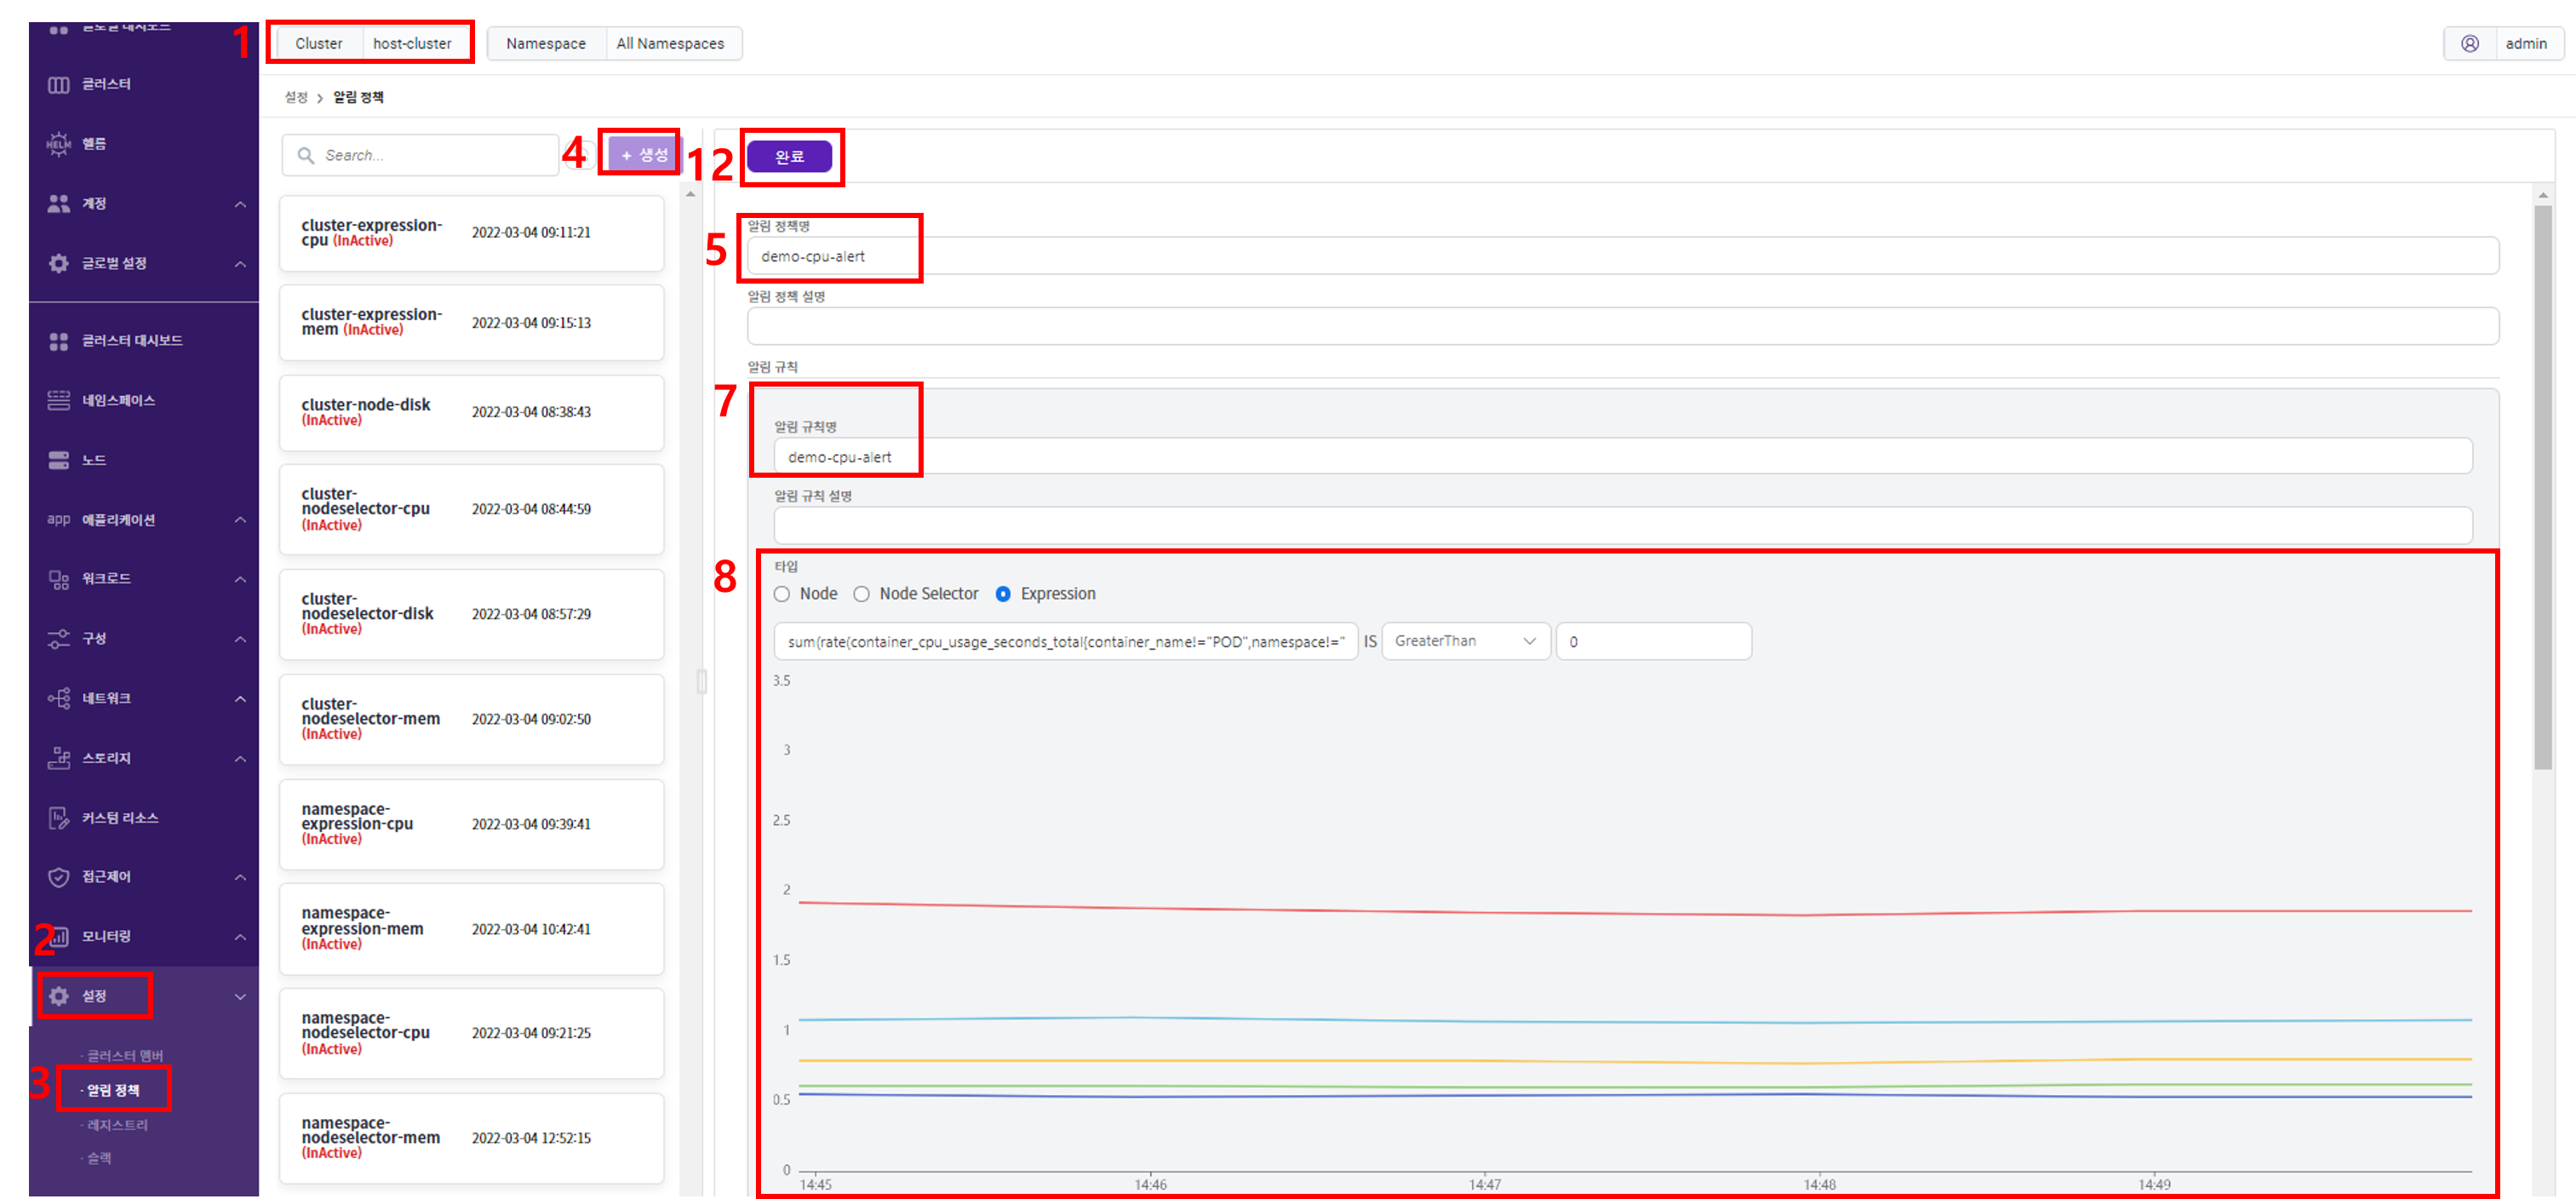 글로벌 대시보드
1
Cluster host-cluster
Namespace All Namespaces
admin
클러스터
설정 > 알림 정책
HELM 헬름
Search...
4
+ 생성
12
완료
계정
글로벌 설정
클러스터 대시보드
네임스페이스
노드
app 애플리케이션
워크로드
구성
네트워크
스토리지
커스텀 리소스
접근제어
모니터링
2
설정
· 클러스터 멤버
3
· 알림 정책
· 레지스트리
· 슬랙
cluster-expression-
cpu (InActive)
2022-03-04 09:11:21
cluster-expression-
mem (InActive)
2022-03-04 09:15:13
cluster-node-disk
(InActive)
2022-03-04 08:38:43
cluster-
nodeselector-cpu
(InActive)
2022-03-04 08:44:59
cluster-
nodeselector-disk
(InActive)
2022-03-04 08:57:29
cluster-
nodeselector-mem
(InActive)
2022-03-04 09:02:50
namespace-
expression-cpu
(InActive)
2022-03-04 09:39:41
namespace-
expression-mem
(InActive)
2022-03-04 10:42:41
namespace-
nodeselector-cpu
(InActive)
2022-03-04 09:21:25
namespace-
nodeselector-mem
(InActive)
2022-03-04 12:52:15
5
알림 정책명
demo-cpu-alert
알림 정책 설명
알림 규칙
7
알림 규칙명
demo-cpu-alert
알림 규칙 설명
8
타입
Node Node Selector Expression
sum(rate(container_cpu_usage_seconds_total{container_name!="POD",namespace!=" IS GreaterThan 0
3.5
3
2.5
2
1.5
1
0.5
0
14:45 14:46 14:47 14:48 14:49